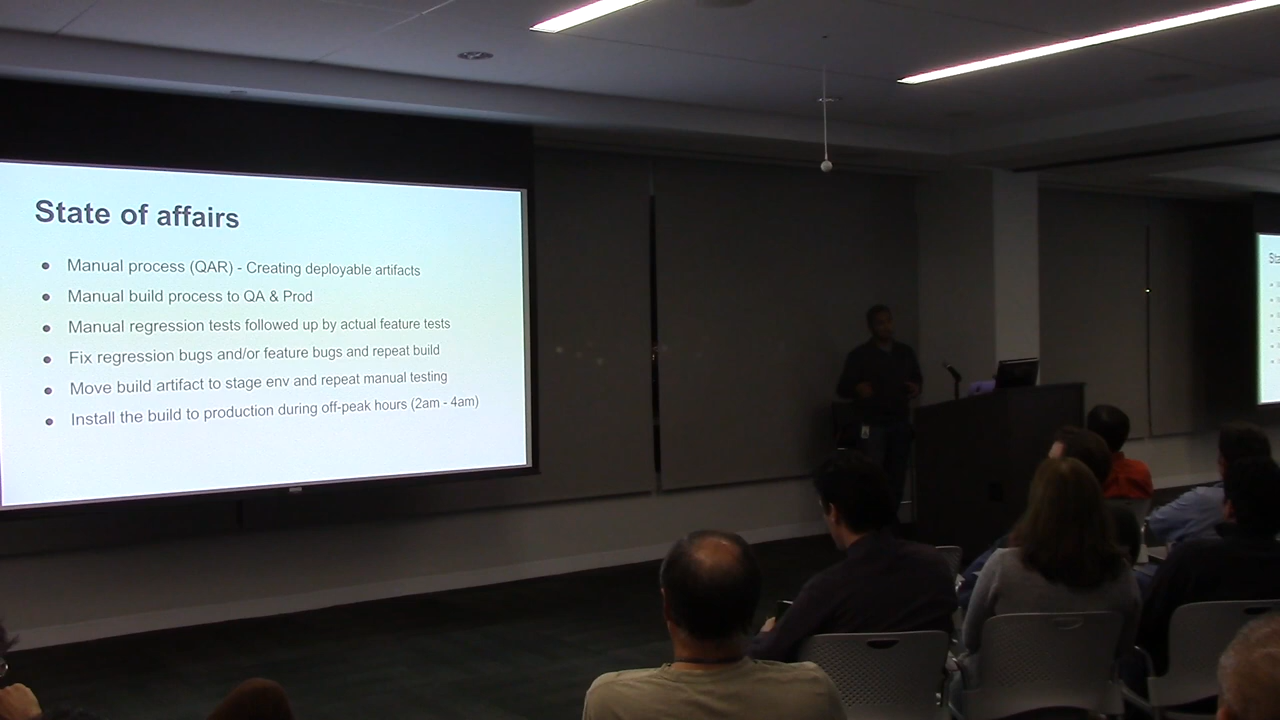 State of affairs
Manual process (QAR) - Creating deployable artifacts
Manual build process to QA & Prod
Manual regression tests followed up by actual feature tests
Fix regression bugs and/or feature bugs and repeat build
Move build artifact to stage env and repeat manual testing
Install the build to production during off-peak hours (2am - 4am)